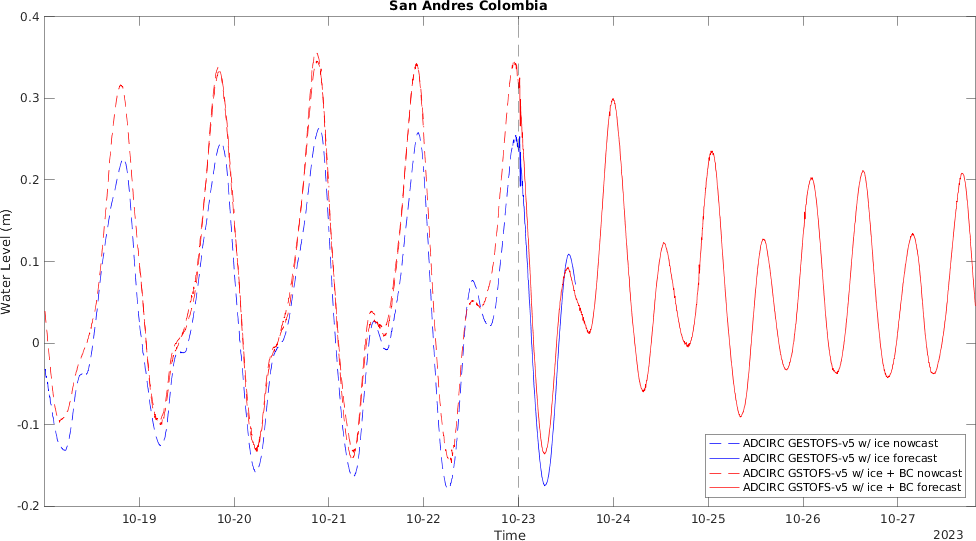 San Andres Colombia
Water Level (m)
0.4
0.3
0.2
0.1
0
-0.1
-0.2
ADCIRC GESTOFS-v5 w/ ice nowcast
ADCIRC GESTOFS-v5 w/ ice forecast
ADCIRC GSTOFS-v5 w/ ice + BC nowcast
ADCIRC GSTOFS-v5 w/ ice + BC forecast
10-19 10-20 10-21 10-22 10-23 10-24 10-25 10-26 10-27
Time
2023